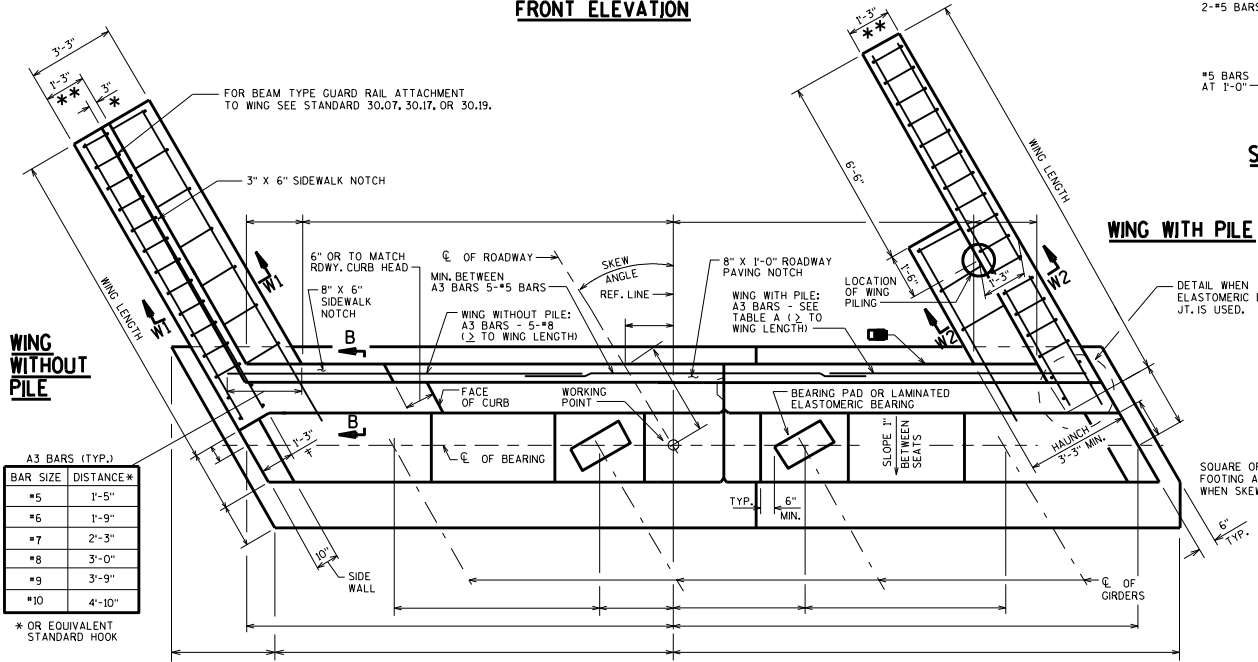 FRONT ELEVATION
2-#5 BARS
#5 BARS
AT 1'-0"
3'-3"
1'-3"
**
3"
*
1'-3"
**
FOR BEAM TYPE GUARD RAIL ATTACHMENT
TO WING SEE STANDARD 30.07, 30.17, OR 30.19.
3" X 6" SIDEWALK NOTCH
WING LENGTH
6'-6"
WING LENGTH
WING WITH PILE
W1
W1
6" OR TO MATCH
RDWY. CURB HEAD
8" X 6"
SIDEWALK
NOTCH
℄ OF ROADWAY
MIN. BETWEEN
A3 BARS 5-#5 BARS
SKEW
ANGLE
REF. LINE
8" X 1'-0" ROADWAY
PAVING NOTCH
WING WITH PILE:
A3 BARS - SEE
TABLE A (≥ TO
WING LENGTH)
LOCATION
OF WING
PILING
1'-6"
1'-3"
W2
W2
DETAIL WHEN
ELASTOMERIC
JT. IS USED.
WING
WITHOUT
PILE
WING WITHOUT PILE:
A3 BARS - 5-#8
(≥ TO WING LENGTH)
B
B
FACE
OF CURB
WORKING
POINT
BEARING PAD OR LAMINATED
ELASTOMERIC BEARING
℄ OF BEARING
1'-3"
SLOPE 1"
BETWEEN
SEATS
HAUNCH
3'-3" MIN.
SQUARE OF
FOOTING A
WHEN SKEW
TYP.
6"
MIN.
6"
TYP.
10"
SIDE
WALL
℄ OF
GIRDERS
A3 BARS (TYP.)
BAR SIZE DISTANCE*
#5 1'-5"
#6 1'-9"
#7 2'-3"
#8 3'-0"
#9 3'-9"
#10 4'-10"
* OR EQUIVALENT
STANDARD HOOK